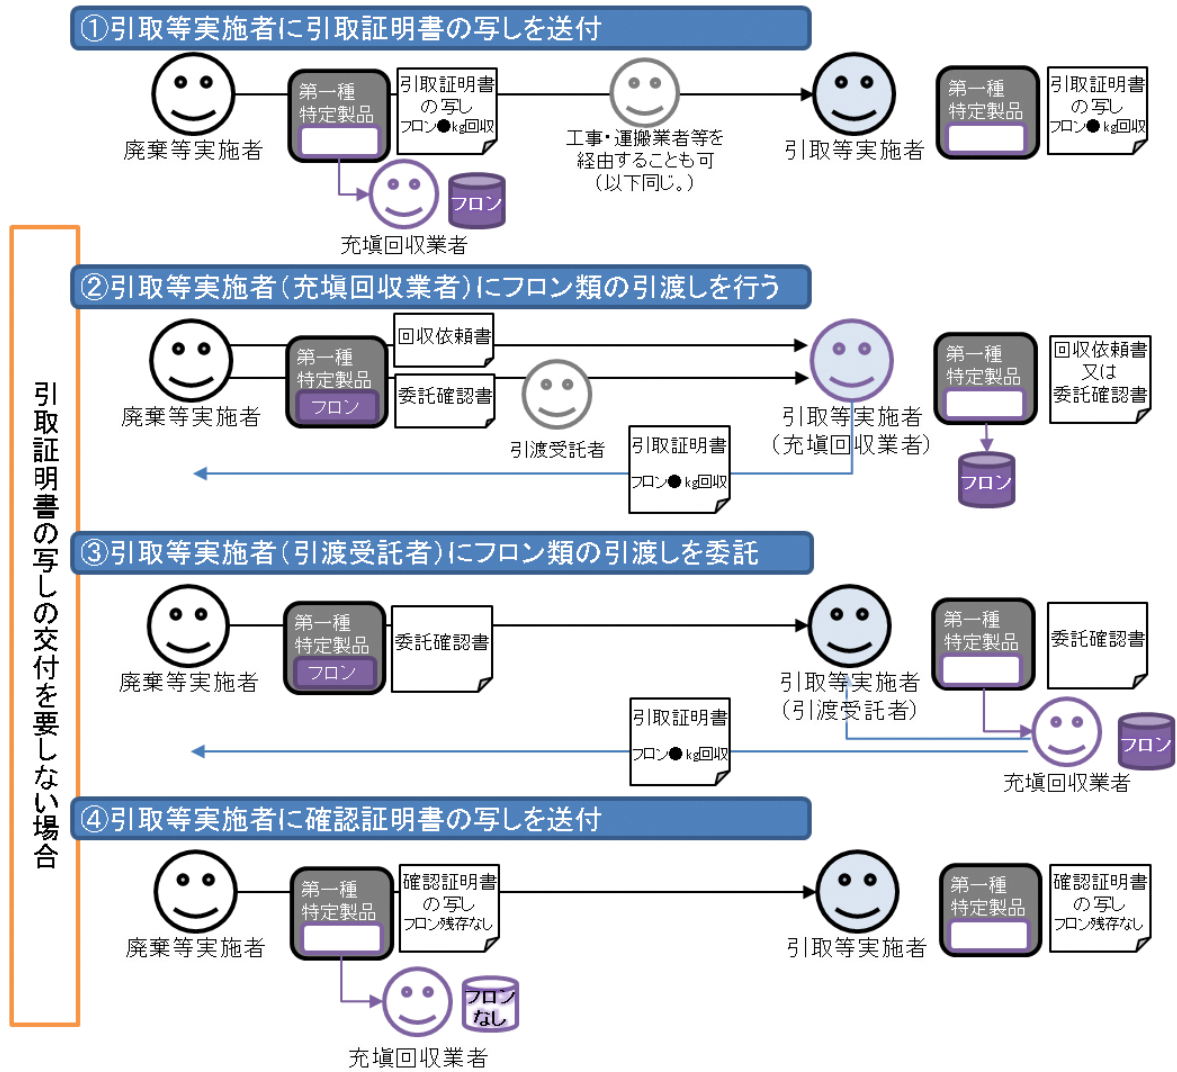 ①引取等実施者に引取証明書の写しを送付
第一種
特定製品
引取証明書
の写し
フロン●kg回収
廃棄等実施者
工事・運搬業者等を
経由することも可
（以下同じ。）
引取等実施者
第一種
特定製品
引取証明書
の写し
フロン●kg回収
フロン
充塡回収業者
引取証明書の写しの交付を要しない場合
②引取等実施者（充塡回収業者）にフロン類の引渡しを行う
回収依頼書
第一種
特定製品
フロン
委託確認書
廃棄等実施者
引渡受託者
引取等実施者
（充塡回収業者）
第一種
特定製品
回収依頼書
又は
委託確認書
フロン
引取証明書
フロン●kg回収
③引取等実施者（引渡受託者）にフロン類の引渡しを委託
第一種
特定製品
フロン
委託確認書
廃棄等実施者
引取等実施者
（引渡受託者）
第一種
特定製品
委託確認書
引取証明書
フロン●kg回収
フロン
充塡回収業者
④引取等実施者に確認証明書の写しを送付
第一種
特定製品
確認証明書
の写し
フロン残存なし
廃棄等実施者
引取等実施者
第一種
特定製品
確認証明書
の写し
フロン残存なし
フロン
なし
充塡回収業者